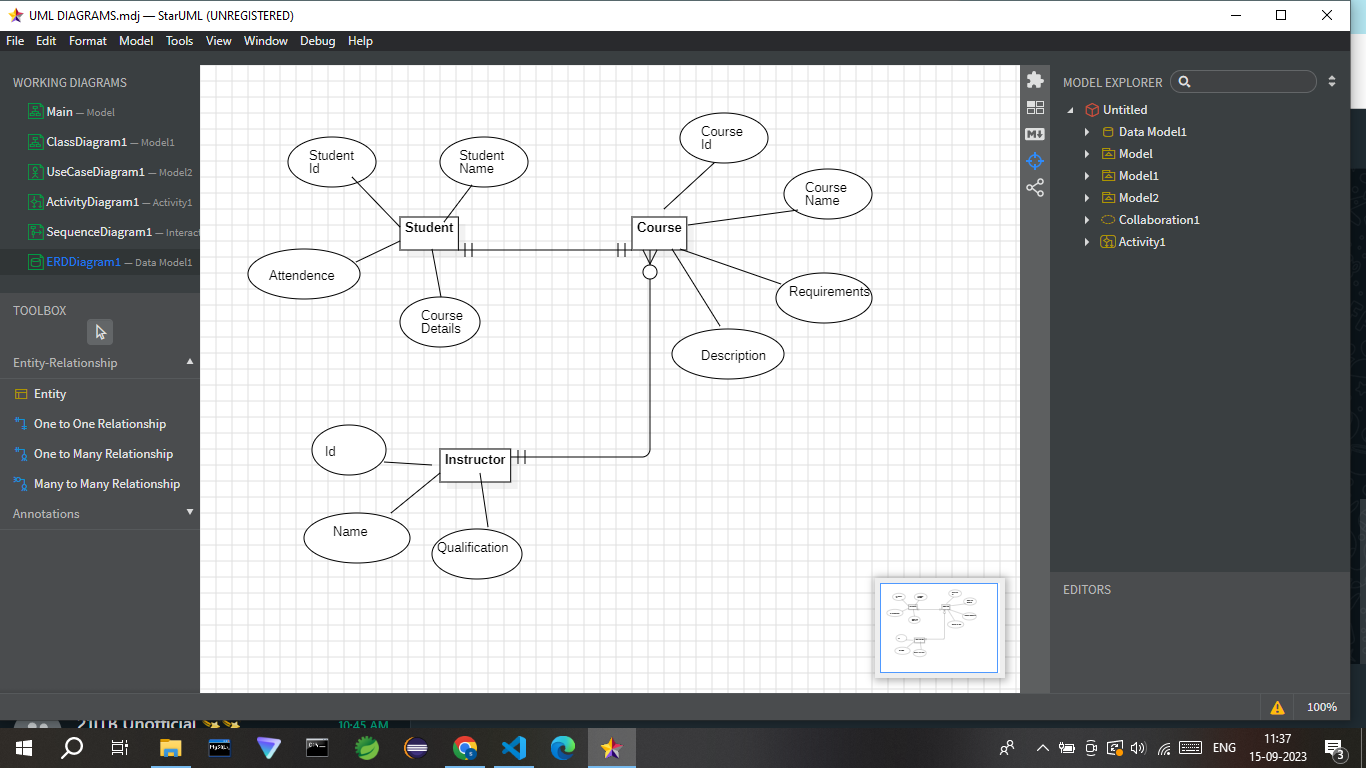 UML DIAGRAMS.mdj — StarUML (UNREGISTERED)
File Edit Format Model Tools View Window Debug Help
WORKING DIAGRAMS
Main — Model
ClassDiagram1 — Model1
UseCaseDiagram1 — Model2
ActivityDiagram1 — Activity1
SequenceDiagram1 — Interact
ERDDiagram1 — Data Model1
TOOLBOX
Entity-Relationship
Entity
One to One Relationship
One to Many Relationship
Many to Many Relationship
Annotations
Student
Id
Student
Name
Student
Attendence
Course
Details
Course
Id
Course
Name
Course
Requirements
Description
Id
Instructor
Name
Qualification
MODEL EXPLORER
Untitled
Data Model1
Model
Model1
Model2
Collaboration1
Activity1
EDITORS
100%
21ITB Unofficial
10:45 AM
MySQL
ENG
11:37
15-09-2023
3